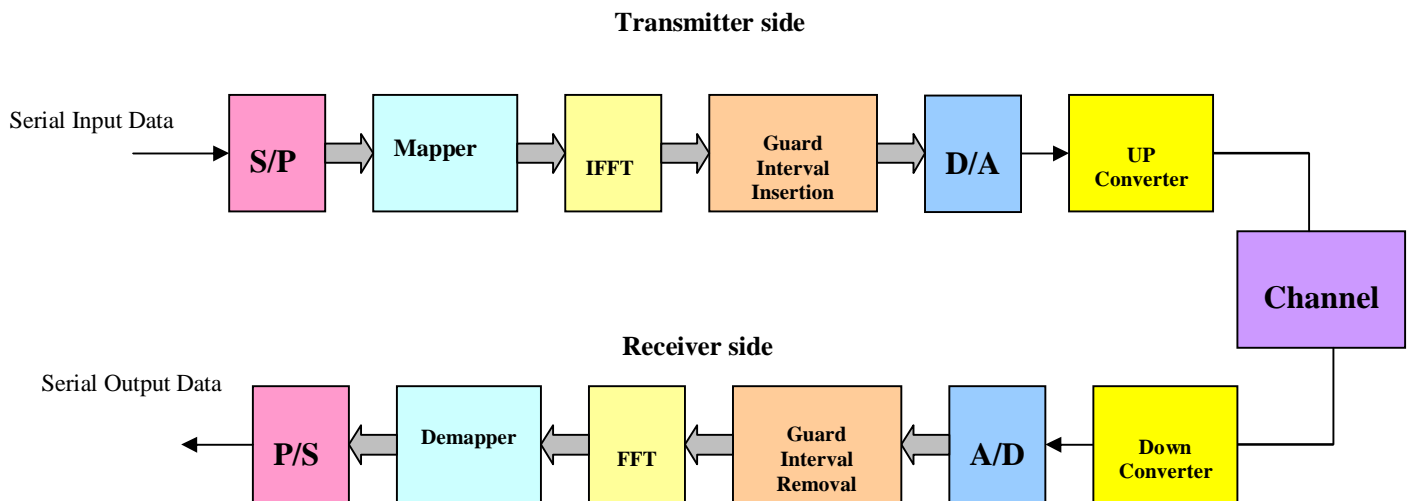 Transmitter side
Serial Input Data
S/P
Mapper
IFFT
Guard
Interval
Insertion
D/A
UP
Converter
Channel
Receiver side
Serial Output Data
P/S
Demapper
FFT
Guard
Interval
Removal
A/D
Down
Converter